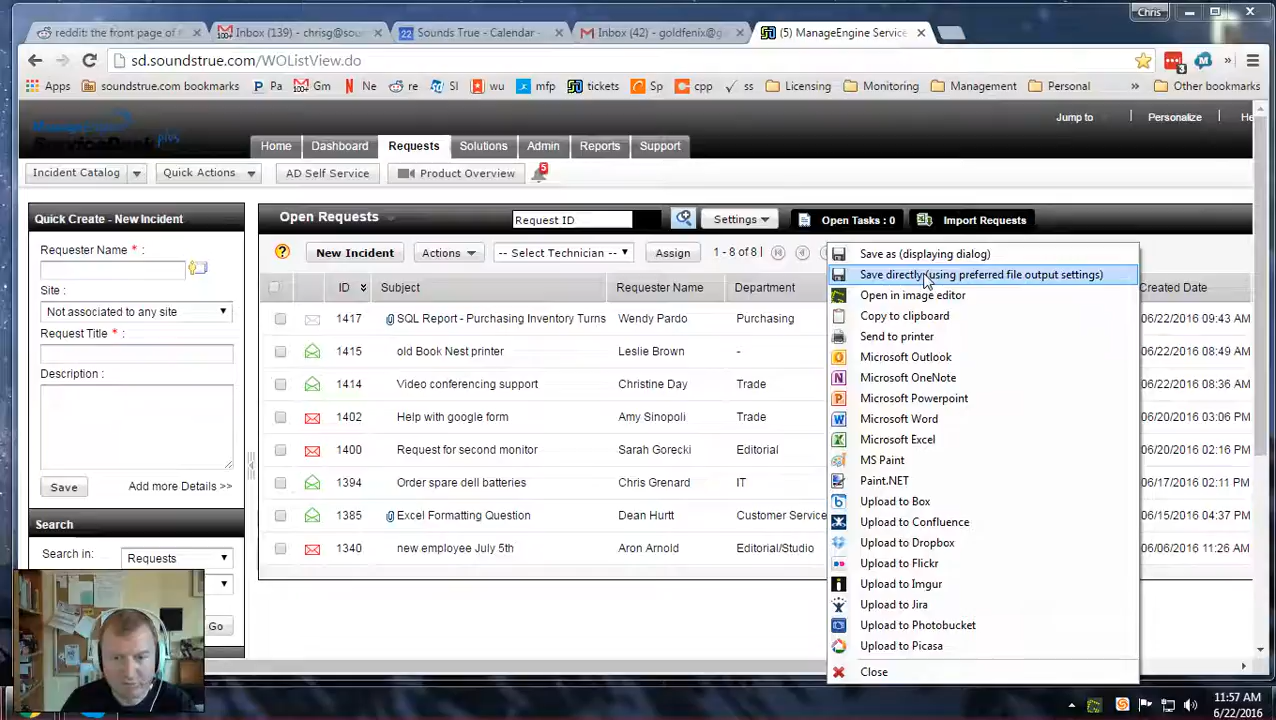 Chris
reddit the front page of
Inbox (139) - chrisg@sou
22 Sounds True - Calendar -
Inbox (42) - goldfenix@g
(5) ManageEngine Service
sd.soundstrue.com/WOListView.do
3
Apps soundstrue.com bookmarks Pa 100+ Gm Ne re SI wu mfp tickets Sp cpp ss Licensing Monitoring Management Personal » Other bookmarks
Jump to Personalize He
ManageEngine
ServiceDesk plus
Home Dashboard Requests Solutions Admin Reports Support
Incident Catalog Quick Actions AD Self Service Product Overview 5
Quick Create - New Incident
Requester Name * :
Site :
Not associated to any site
Request Title * :
Description :
Save Add more Details >>
Search
Search in: Requests
Go
Open Requests Request ID Settings Open Tasks : 0 Import Requests
New Incident Actions -- Select Technician -- Assign 1 - 8 of 8
ID Subject Requester Name Department Created Date
1417 SQL Report - Purchasing Inventory Turns Wendy Pardo Purchasing 06/22/2016 09:43 AM
1415 old Book Nest printer Leslie Brown - 06/22/2016 08:49 AM
1414 Video conferencing support Christine Day Trade 06/22/2016 08:36 AM
1402 Help with google form Amy Sinopoli Trade 06/20/2016 03:06 PM
1400 Request for second monitor Sarah Gorecki Editorial
1394 Order spare dell batteries Chris Grenard IT 06/16/2016 02:11 PM
1385 Excel Formatting Question Dean Hurtt Customer Service 06/15/2016 04:37 PM
1340 new employee July 5th Aron Arnold Editorial/Studio 06/06/2016 11:26 AM
Save as (displaying dialog)
Save directly (using preferred file output settings)
Open in image editor
Copy to clipboard
Send to printer
Microsoft Outlook
Microsoft OneNote
Microsoft Powerpoint
Microsoft Word
Microsoft Excel
MS Paint
Paint.NET
Upload to Box
Upload to Confluence
Upload to Dropbox
Upload to Flickr
Upload to Imgur
Upload to Jira
Upload to Photobucket
Upload to Picasa
Close
11:57 AM
6/22/2016